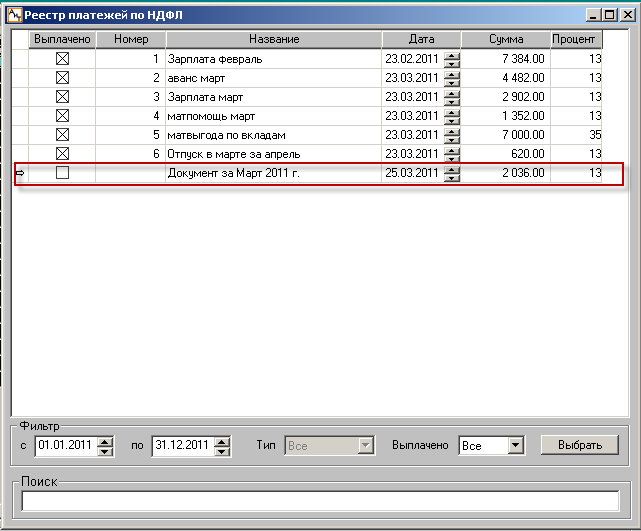 Реестр платежей по НДФЛ
Выплачено Номер Название Дата Сумма Процент
1 Зарплата февраль 23.02.2011 7 384.00 13
2 аванс март 23.03.2011 4 482.00 13
3 Зарплата март 23.03.2011 2 902.00 13
4 матпомощь март 23.03.2011 1 352.00 13
5 матвыгода по вкладам 23.03.2011 7 000.00 35
6 Отпуск в марте за апрель 23.03.2011 620.00 13
Документ за Март 2011 г. 25.03.2011 2 036.00 13
Фильтр
с 01.01.2011 по 31.12.2011 Тип Все Выплачено Все Выбрать
Поиск